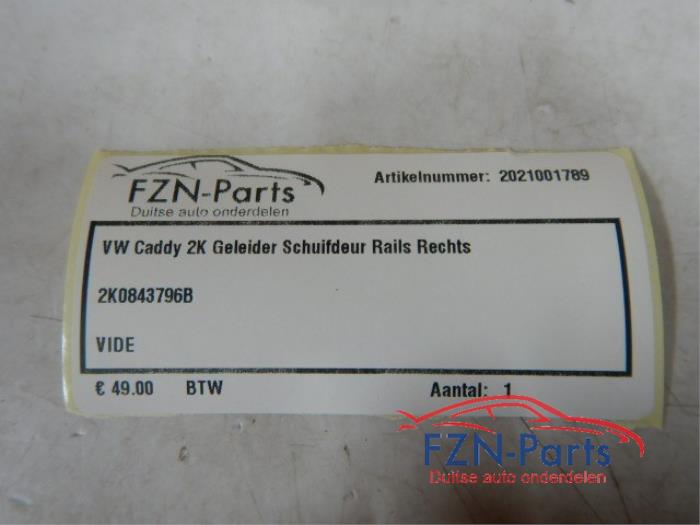 FZN-Parts
Duitse auto onderdelen
Artikelnummer: 2021001789
VW Caddy 2K Geleider Schuifdeur Rails Rechts
2K0843796B
VIDE
€ 49.00 BTW Aantal: 1
FZN-Parts
Duitse auto onderdelen